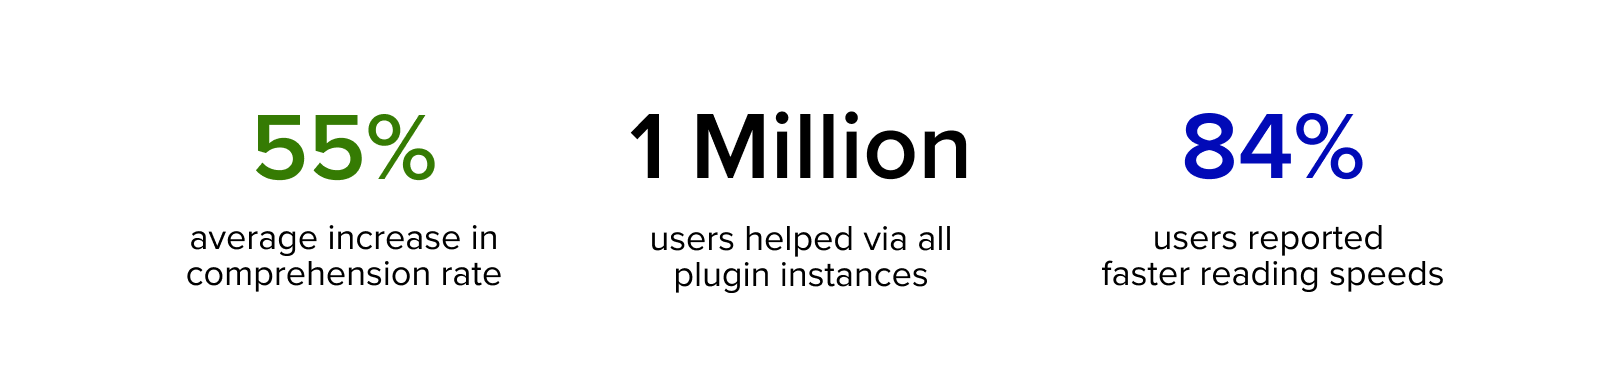 55%
average increase in
comprehension rate
1 Million
users helped via all
plugin instances
84%
users reported
faster reading speeds